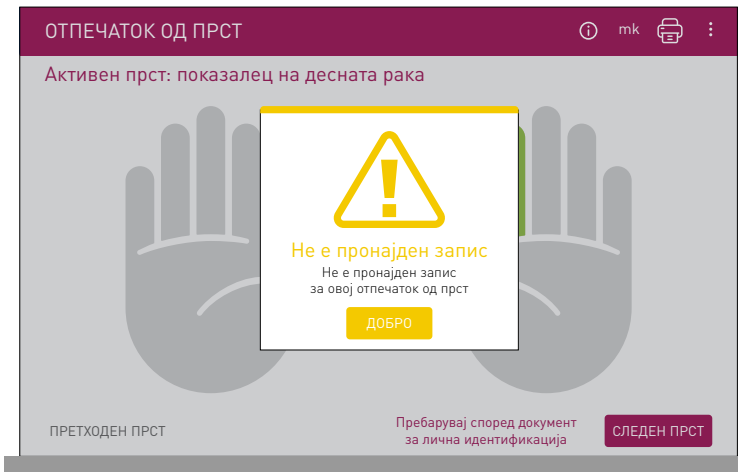 ОТПЕЧАТОК ОД ПРСТ
mk
Активен прст: показалец на десната рака
Не е пронајден запис
Не е пронајден запис
за овој отпечаток од прст
ДОБРО
ПРЕТХОДЕН ПРСТ
Пребарувај според документ
за лична идентификација
СЛЕДЕН ПРСТ